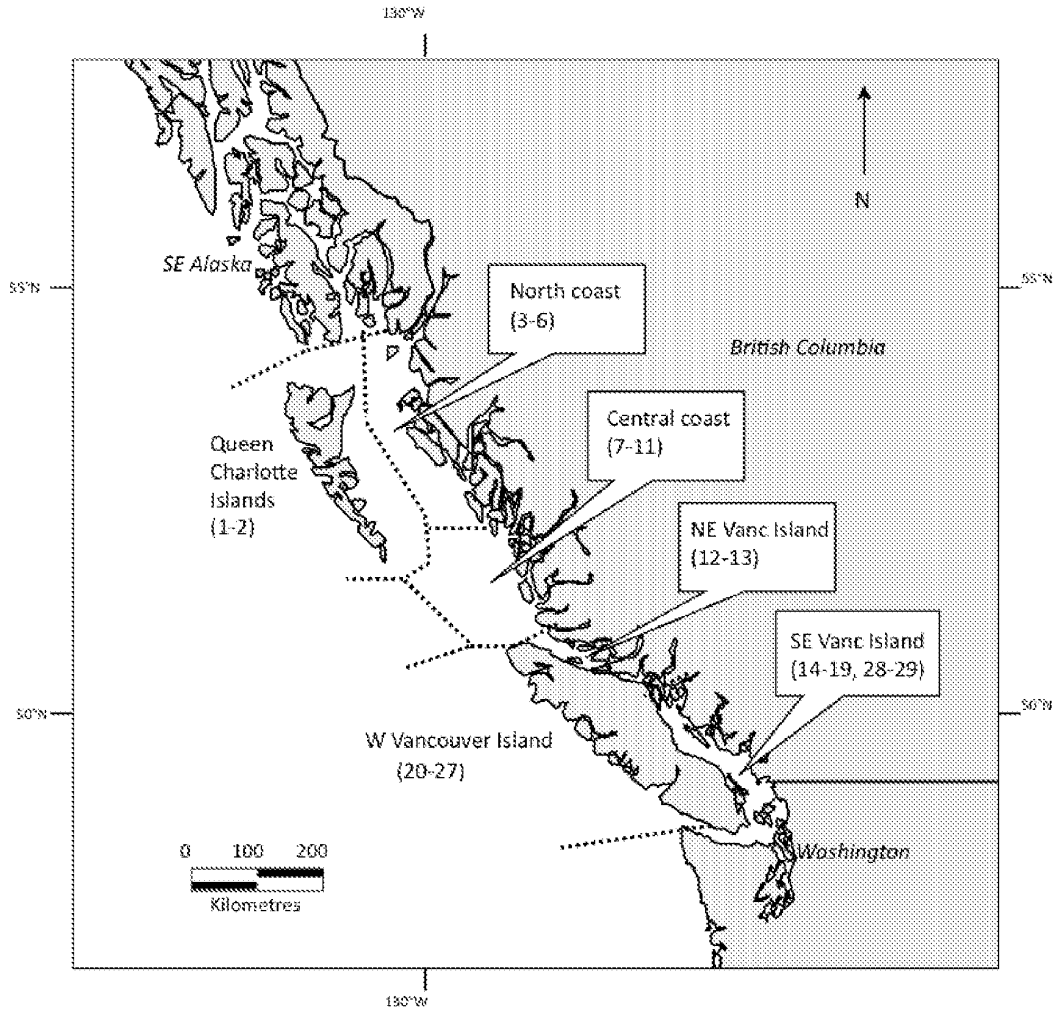 130°W
N
SE Alaska
55°N
55°N
North coast
(3-6)
British Columbia
Central coast
(7-11)
Queen
Charlotte
Islands
(1-2)
NE Vanc Island
(12-13)
SE Vanc Island
(14-19, 28-29)
50°N
50°N
W Vancouver Island
(20-27)
0 100 200
Kilometres
Washington
130°W